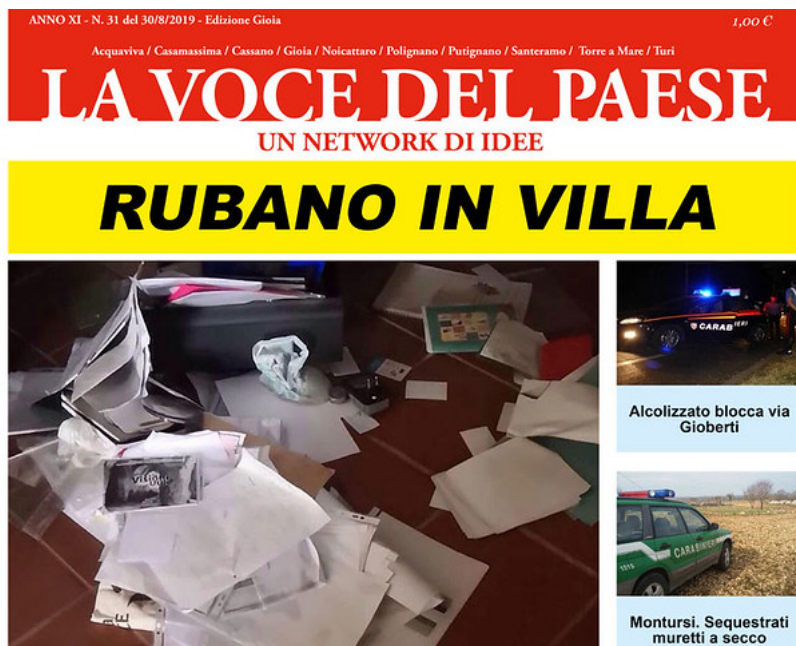 ANNO XI - N. 31 del 30/8/2019 - Edizione Gioia
1,00 €
Acquaviva / Casamassima / Cassano / Gioia / Noicattaro / Polignano / Putignano / Santeramo / Torre a Mare / Turi
LA VOCE DEL PAESE
UN NETWORK DI IDEE
RUBANO IN VILLA
CARABINIERI
Alcolizzato blocca via
Gioberti
CARABINIERI
Montursi. Sequestrati
muretti a secco